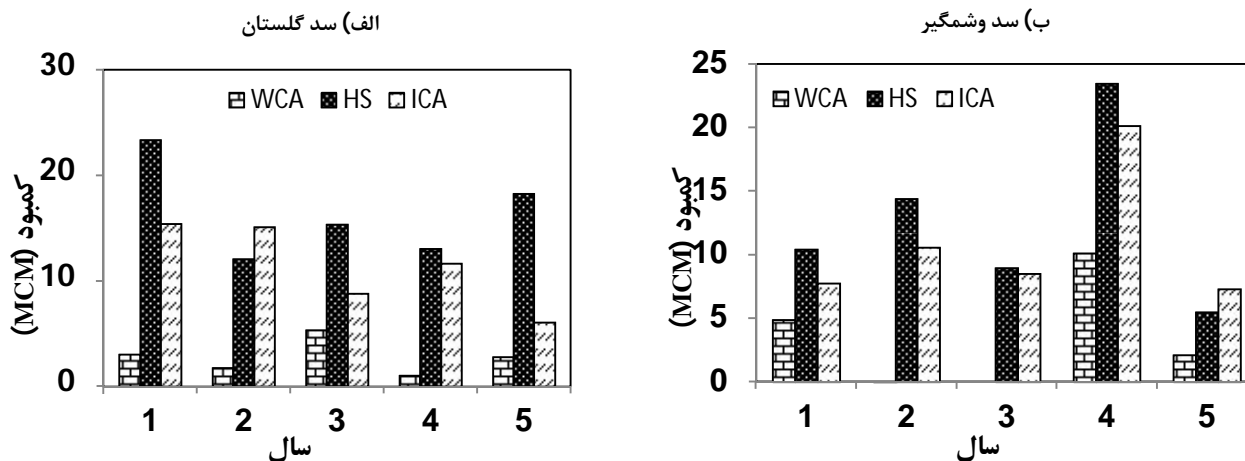 الف) سد گلستان
30
20
10
0
WCA HS ICA
1 2 3 4 5
سال
کمبود (MCM)
ب) سد وشمگیر
25
20
15
10
5
0
WCA HS ICA
1 2 3 4 5
سال
کمبود (MCM)